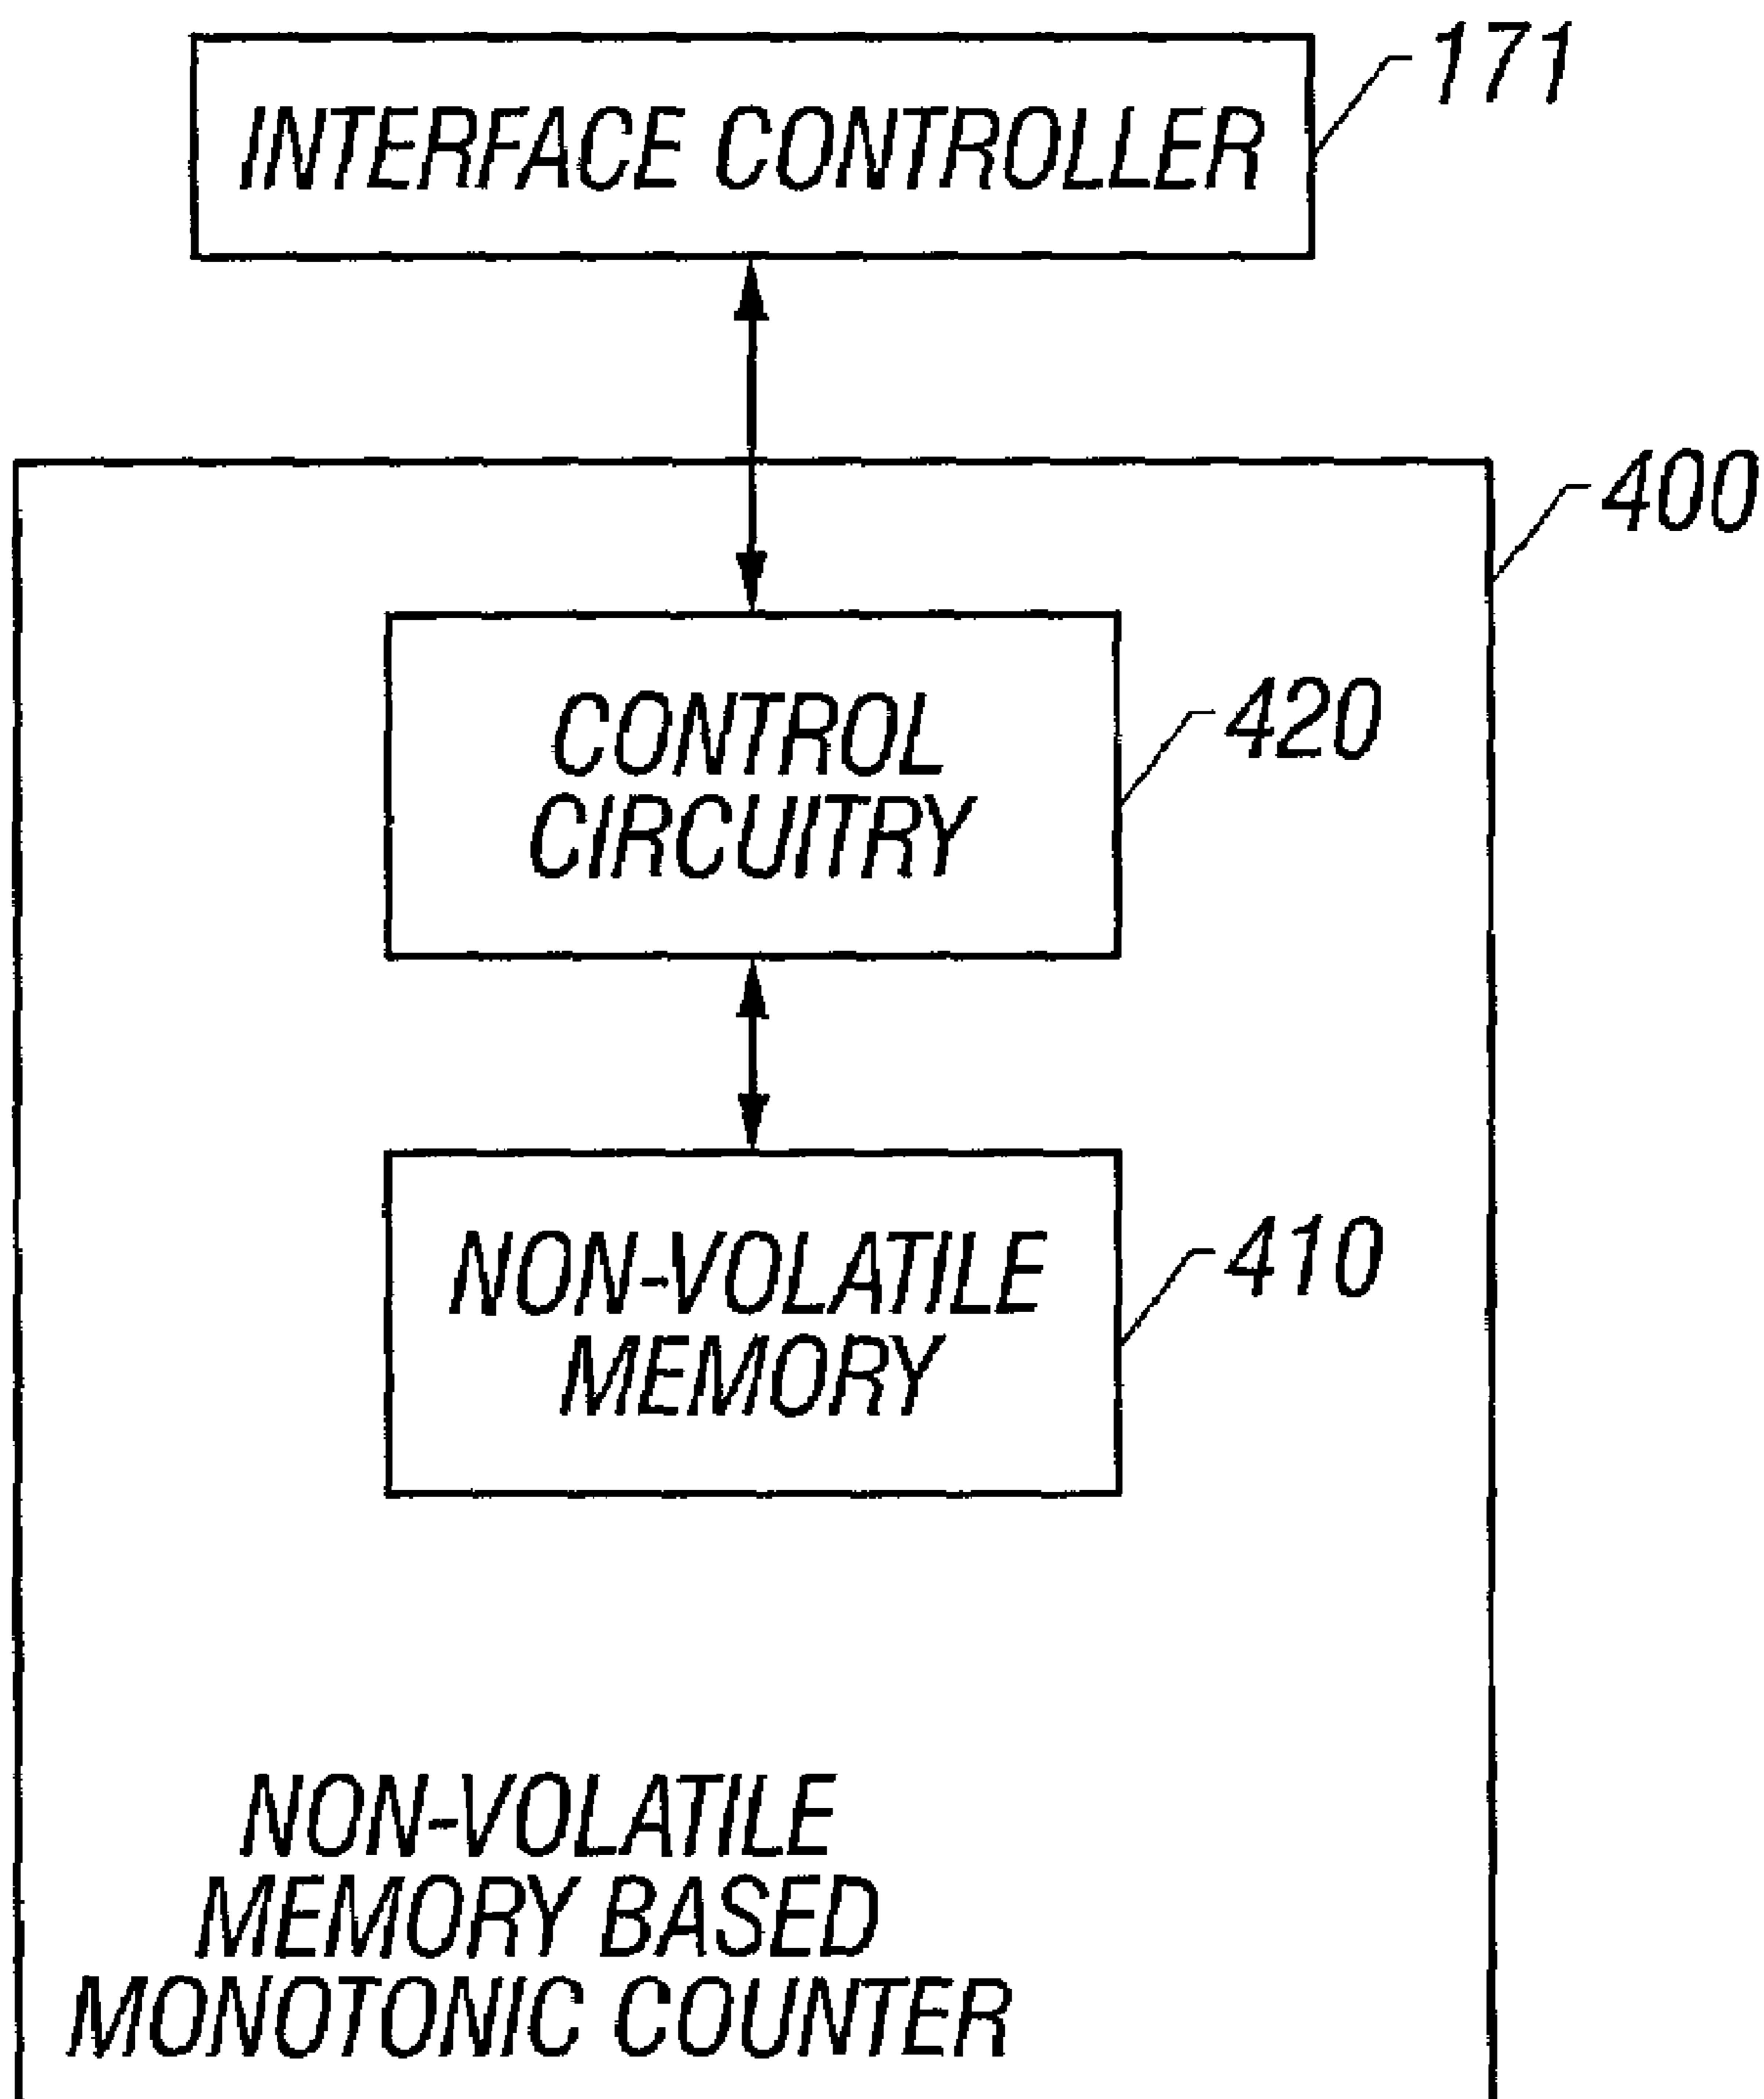 171
INTERFACE CONTROLLER
400
CONTROL
CIRCUITRY
420
NON-VOLATILE
MEMORY
410
NON-VOLATILE
MEMORY BASED
MONOTONIC COUNTER